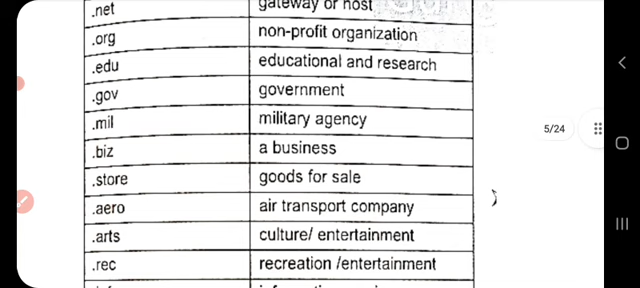 .net gateway or host
.org non-profit organization
.edu educational and research
.gov government
.mil military agency
.biz a business
.store goods for sale
.aero air transport company
.arts culture/ entertainment
.rec recreation /entertainment
5/24